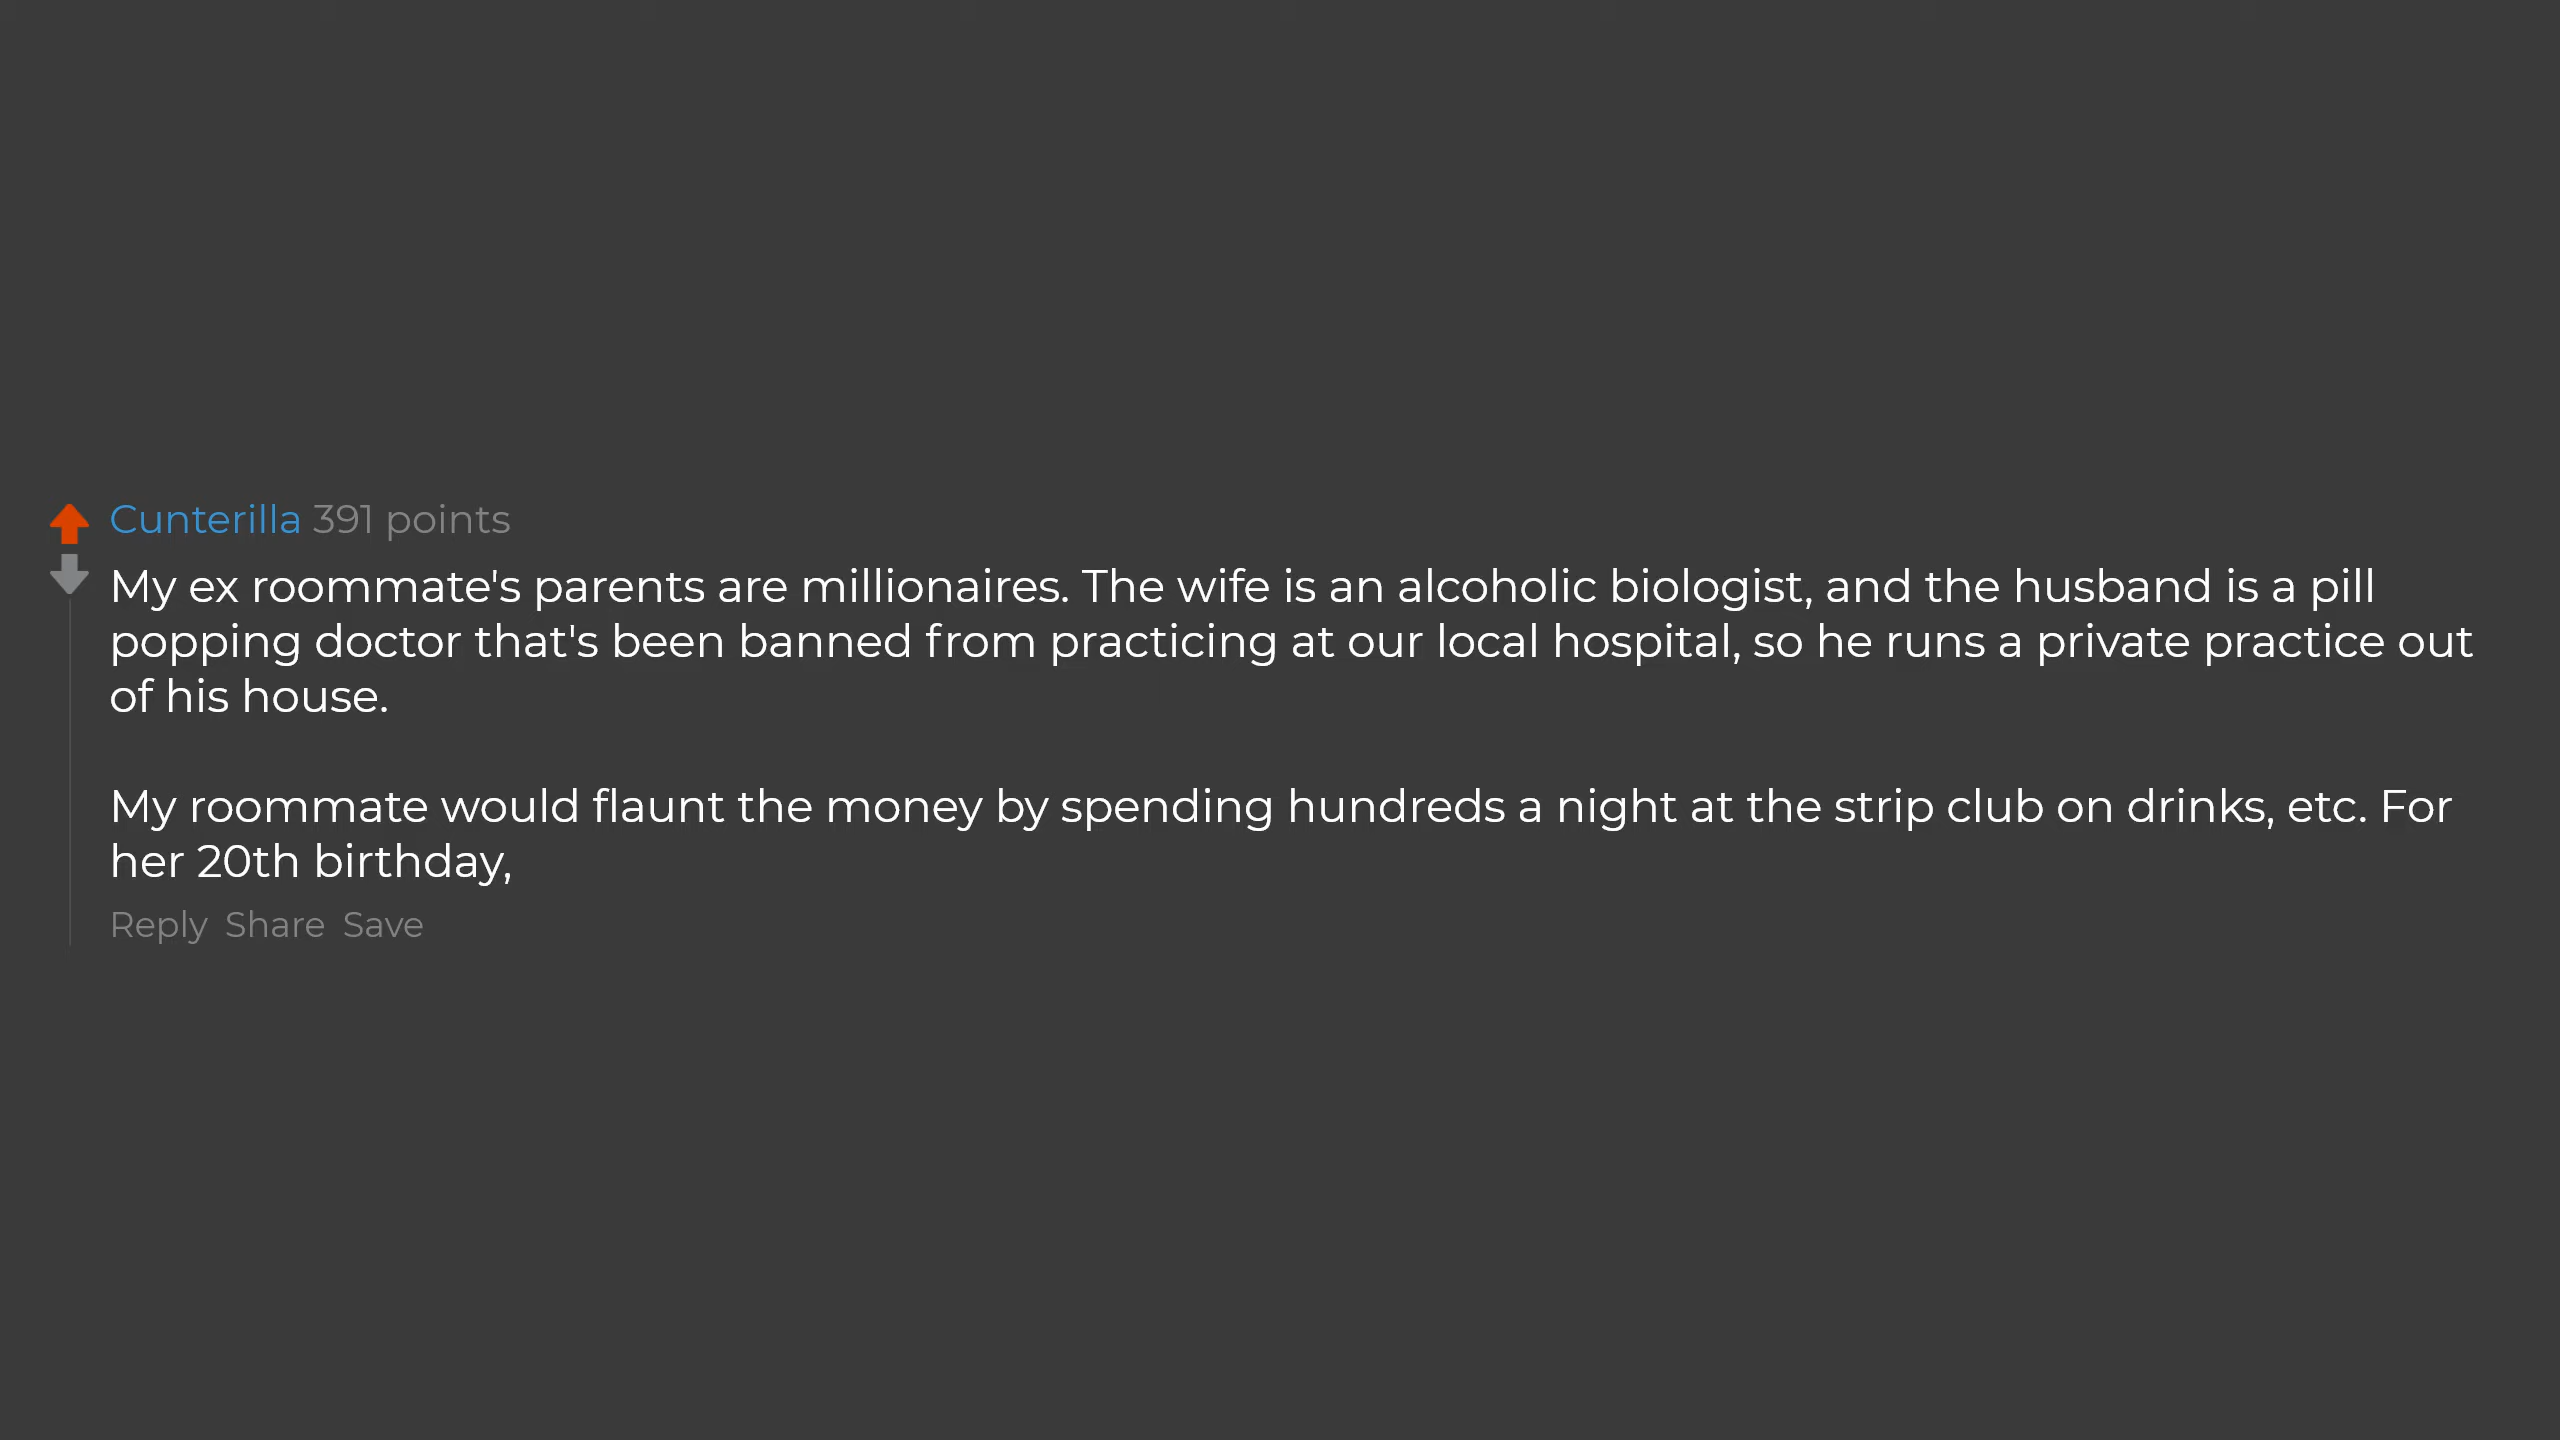 Cunterilla 391 points
My ex roommate's parents are millionaires. The wife is an alcoholic biologist, and the husband is a pill
popping doctor that's been banned from practicing at our local hospital, so he runs a private practice out
of his house.
My roommate would flaunt the money by spending hundreds a night at the strip club on drinks, etc. For
her 20th birthday,
Reply Share Save